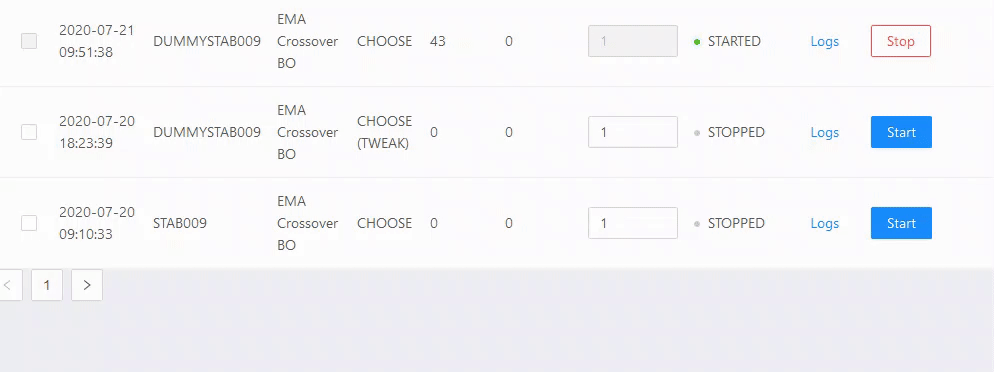 2020-07-21
09:51:38
DUMMYSTAB009
EMA
Crossover
BO
CHOOSE
43
0
1
STARTED
Logs
Stop
2020-07-20
18:23:39
DUMMYSTAB009
EMA
Crossover
BO
CHOOSE
(TWEAK)
0
0
1
STOPPED
Logs
Start
2020-07-20
09:10:33
STAB009
EMA
Crossover
BO
CHOOSE
0
0
1
STOPPED
Logs
Start
< 1 >